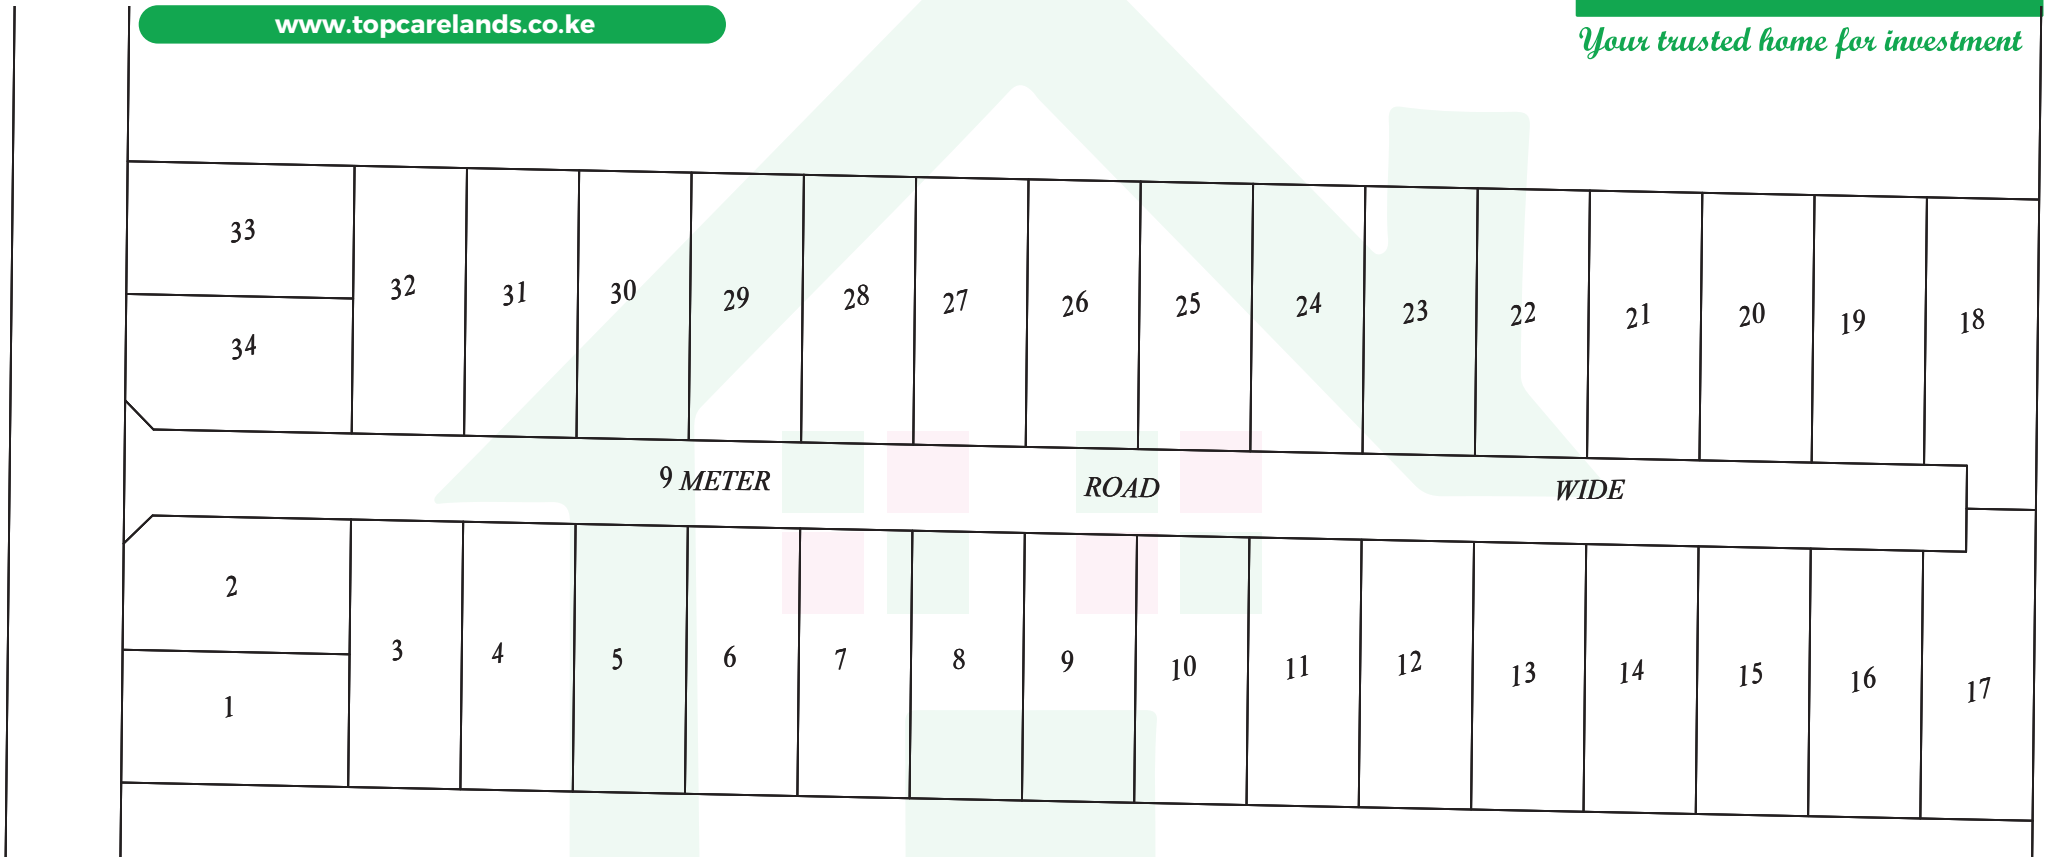 www.topcarelands.co.ke
Your trusted home for investment
33
32 31 30 29 28 27 26 25 24 23 22 21 20 19 18
34
9 METER ROAD WIDE
2
3 4 5 6 7 8 9 10 11 12 13 14 15 16 17
1